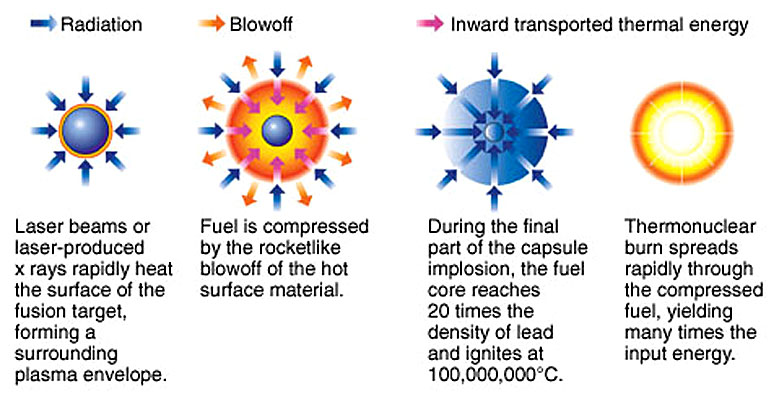 Radiation
Blowoff
Inward transported thermal energy
Laser beams or
laser-produced
x rays rapidly heat
the surface of the
fusion target,
forming a
surrounding
plasma envelope.
Fuel is compressed
by the rocketlike
blowoff of the hot
surface material.
During the final
part of the capsule
implosion, the fuel
core reaches
20 times the
density of lead
and ignites at
100,000,000°C.
Thermonuclear
burn spreads
rapidly through
the compressed
fuel, yielding
many times the
input energy.